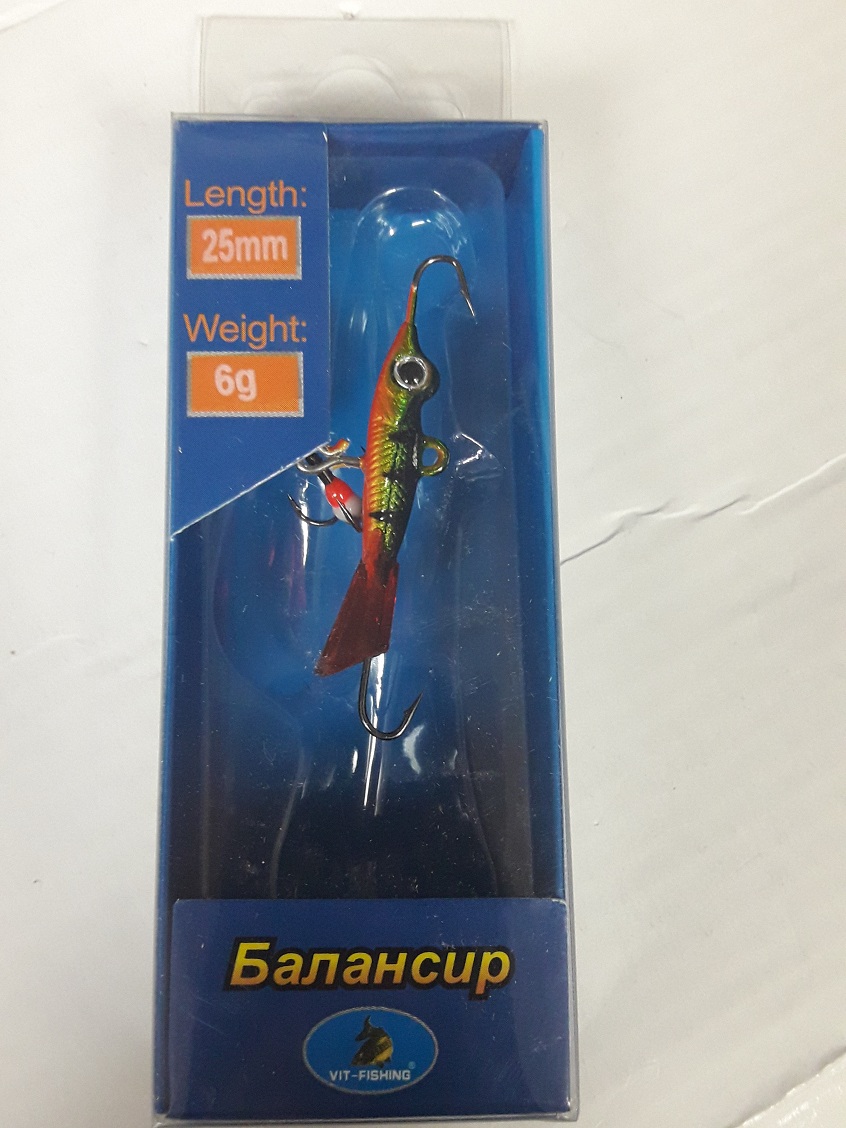 Length:
25mm
Weight:
6g
Балансир
VIT-FISHING®